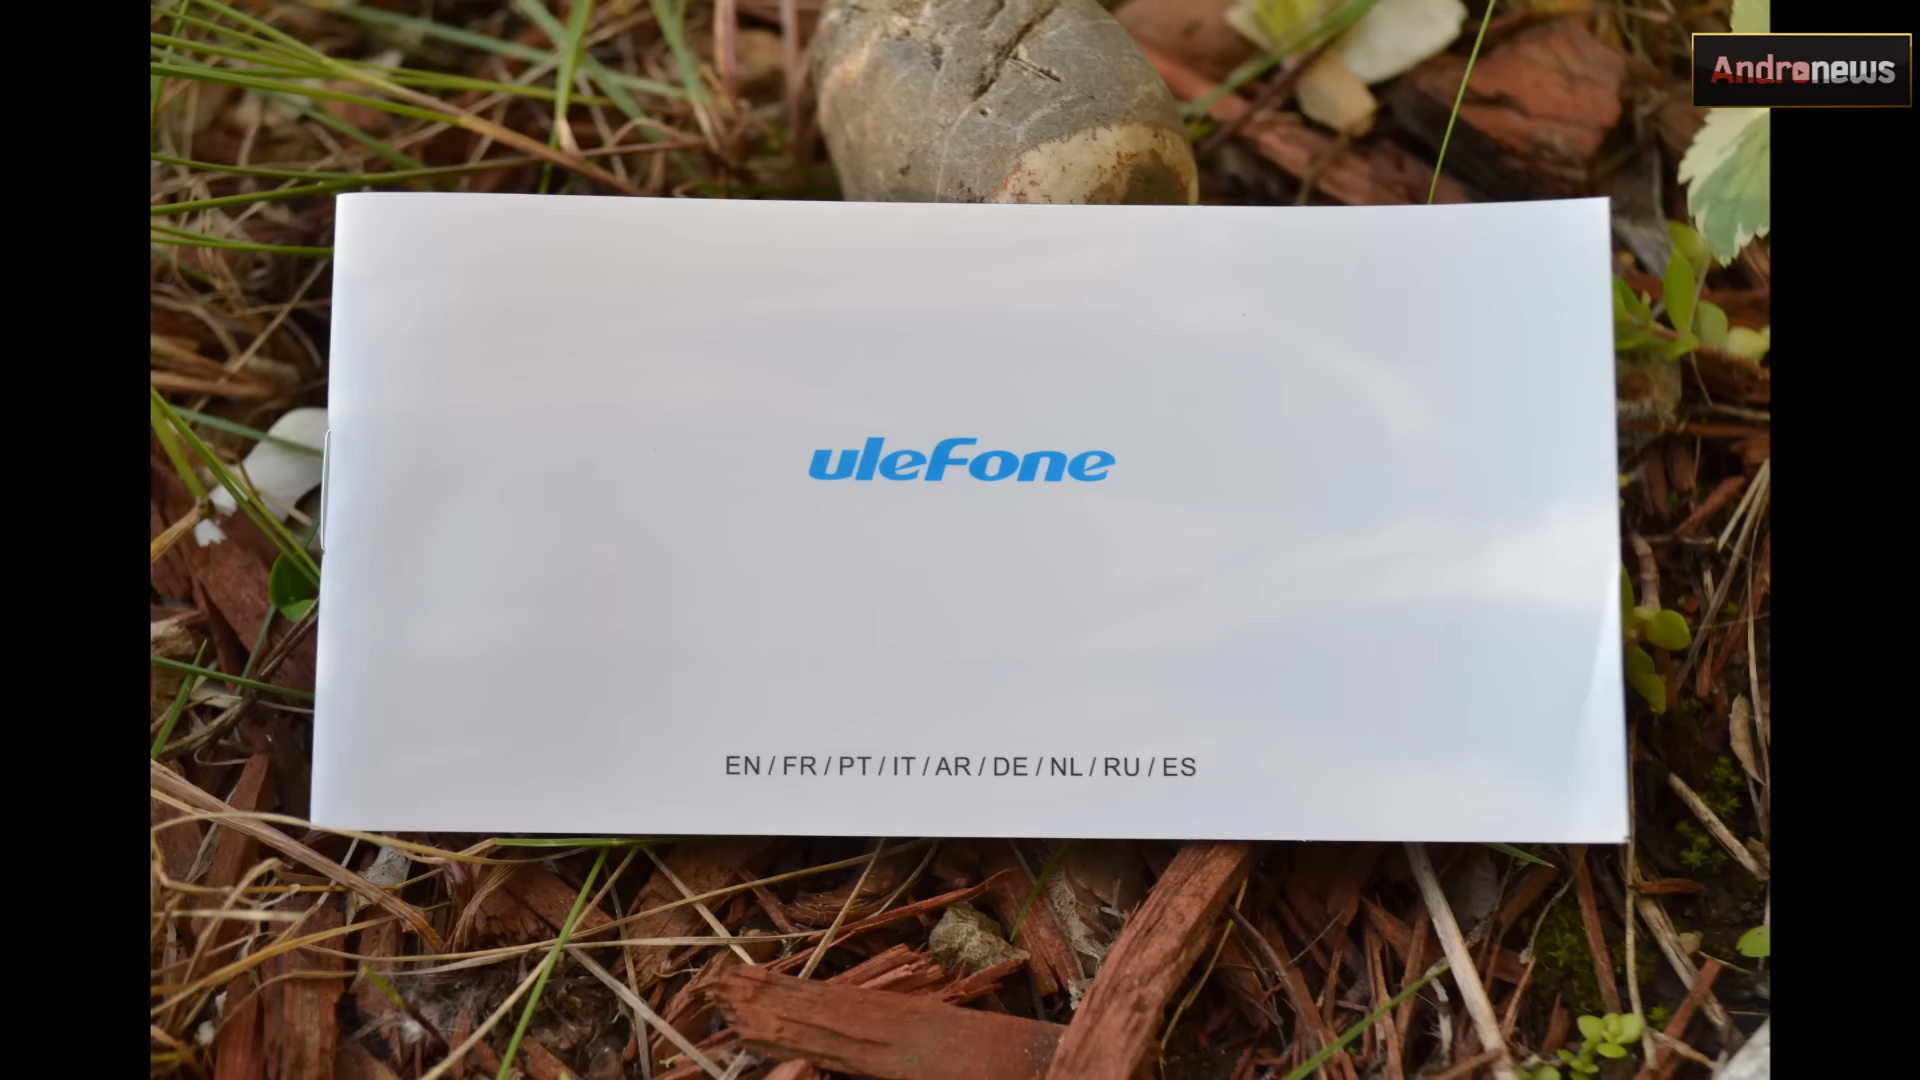 Andronews
uleFone
EN / FR / PT / IT / AR / DE / NL / RU / ES